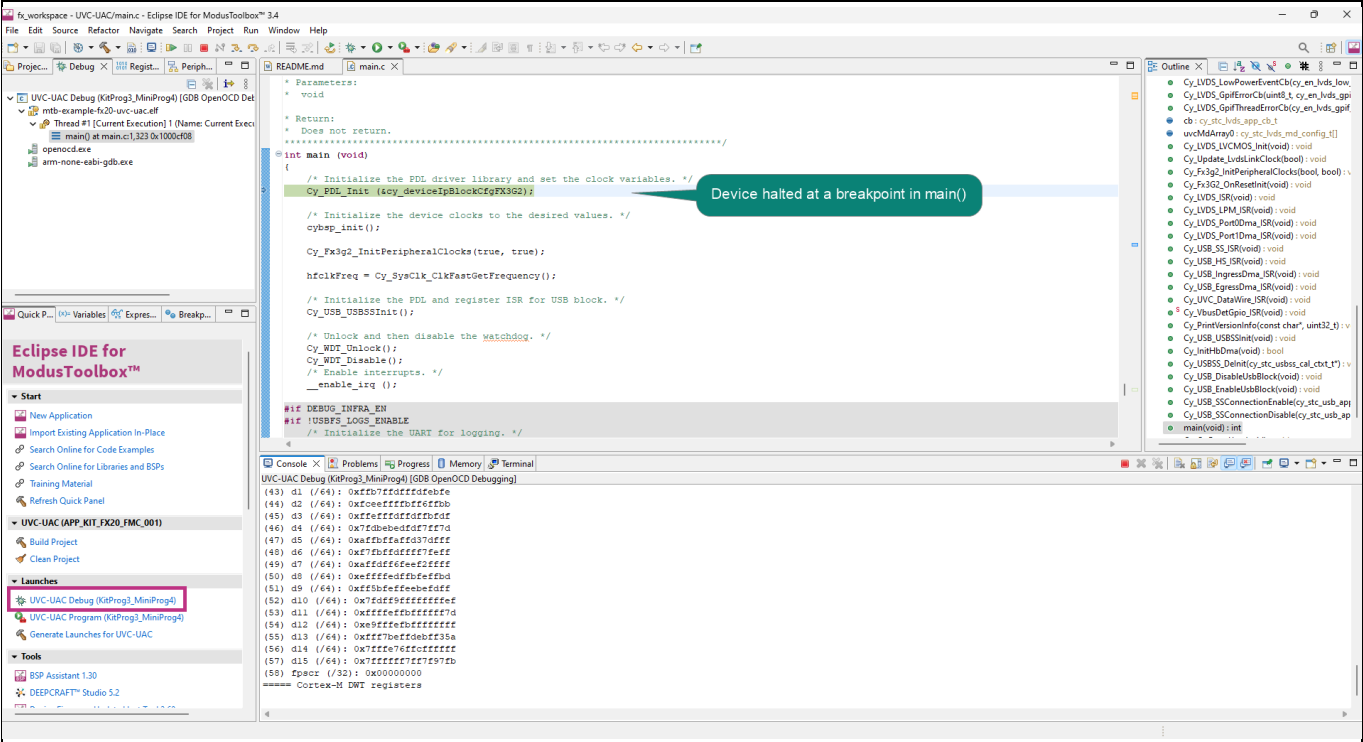 fx_workspace - UVC-UAC/main.c - Eclipse IDE for ModusToolbox™ 3.4
File Edit Source Refactor Navigate Search Project Run Window Help
Projec... Debug Regist... Periph...
UVC-UAC Debug (KitProg3_MiniProg4) [GDB OpenOCD Deb
mtb-example-fx20-uvc-uac.elf
Thread #1 [Current Execution] 1 (Name: Current Execu
main() at main.c:1,323 0x1000cf08
openocd.exe
arm-none-eabi-gdb.exe
Quick P... (x)= Variables Expres... Breakp...
Eclipse IDE for
ModusToolbox™
Start
New Application
Import Existing Application In-Place
Search Online for Code Examples
Search Online for Libraries and BSPs
Training Material
Refresh Quick Panel
UVC-UAC (APP_KIT_FX20_FMC_001)
Build Project
Clean Project
Launches
UVC-UAC Debug (KitProg3_MiniProg4)
UVC-UAC Program (KitProg3_MiniProg4)
Generate Launches for UVC-UAC
Tools
BSP Assistant 1.30
DEEPCRAFT™ Studio 5.2
README.md main.c
* Parameters:
* void
*
* Return:
* Does not return.
*****************************************************************************/
int main (void)
{
/* Initialize the PDL driver library and set the clock variables. */
Cy_PDL_Init (&cy_deviceIpBlockCfgFX3G2);
Device halted at a breakpoint in main()
/* Initialize the device clocks to the desired values. */
cybsp_init();
Cy_Fx3g2_InitPeripheralClocks(true, true);
hfclkFreq = Cy_SysClk_ClkFastGetFrequency();
/* Initialize the PDL and register ISR for USB block. */
Cy_USB_USBSSInit();
/* Unlock and then disable the watchdog. */
Cy_WDT_Unlock();
Cy_WDT_Disable();
/* Enable interrupts. */
__enable_irq ();
#if DEBUG_INFRA_EN
#if !USBFS_LOGS_ENABLE
/* Initialize the UART for logging. */
Outline
Cy_LVDS_LowPowerEventCb(cy_en_lvds_low_
Cy_LVDS_GpifErrorCb(uint8_t, cy_en_lvds_gpi
Cy_LVDS_GpifThreadErrorCb(cy_en_lvds_gpif_
cb : cy_stc_lvds_app_cb_t
uvcMdArray0 : cy_stc_lvds_md_config_t[]
Cy_LVDS_LVCMOS_Init(void) : void
Cy_Update_LvdsLinkClock(bool) : void
Cy_Fx3g2_InitPeripheralClocks(bool, bool) : v
Cy_Fx3G2_OnResetInit(void) : void
Cy_LVDS_ISR(void) : void
Cy_LVDS_LPM_ISR(void) : void
Cy_LVDS_Port0Dma_ISR(void) : void
Cy_LVDS_Port1Dma_ISR(void) : void
Cy_USB_SS_ISR(void) : void
Cy_USB_HS_ISR(void) : void
Cy_USB_IngressDma_ISR(void) : void
Cy_USB_EgressDma_ISR(void) : void
Cy_UVC_DataWire_ISR(void) : void
Cy_VbusDetGpio_ISR(void) : void
Cy_PrintVersionInfo(const char*, uint32_t) : v
Cy_USB_USBSSInit(void) : void
Cy_InitHbDma(void) : bool
Cy_USBSS_DeInit(cy_stc_usbss_cal_ctxt_t*) : v
Cy_USB_DisableUsbBlock(void) : void
Cy_USB_EnableUsbBlock(void) : void
Cy_USB_SSConnectionEnable(cy_stc_usb_app
Cy_USB_SSConnectionDisable(cy_stc_usb_ap
main(void) : int
Console Problems Progress Memory Terminal
UVC-UAC Debug (KitProg3_MiniProg4) [GDB OpenOCD Debugging]
(43) d1 (/64): 0xffb7ffdfffdfebfe
(44) d2 (/64): 0xfceeffffbff6ffbb
(45) d3 (/64): 0xffefffdffdffbfdf
(46) d4 (/64): 0x7fdbebedfdf7ff7d
(47) d5 (/64): 0xaffbffaffd37dfff
(48) d6 (/64): 0xf7fbffdffff7feff
(49) d7 (/64): 0xaffdff6feef2ffff
(50) d8 (/64): 0xeffffedffbfeffbd
(51) d9 (/64): 0xff5bfeffeebefdff
(52) d10 (/64): 0x7fdff9ffffffffef
(53) d11 (/64): 0xffffeffbffffff7d
(54) d12 (/64): 0xe9fffefbffffffff
(55) d13 (/64): 0xfff7beffdebff35a
(56) d14 (/64): 0x7fffe76ffcffffff
(57) d15 (/64): 0x7ffffff7ff7f97fb
(58) fpscr (/32): 0x00000000
===== Cortex-M DWT registers